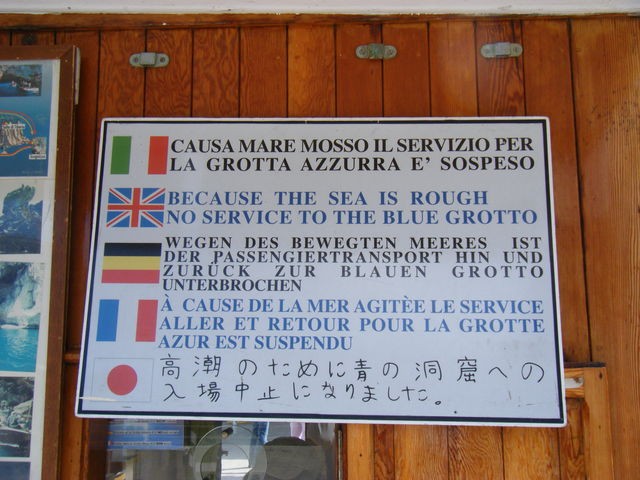 CAUSA MARE MOSSO IL SERVIZIO PER
LA GROTTA AZZURRA E' SOSPESO
BECAUSE THE SEA IS ROUGH
NO SERVICE TO THE BLUE GROTTO
WEGEN DES BEWEGTEN MEERES IST
DER PASSENGIERTRANSPORT HIN UND
ZURÜCK ZUR BLAUEN GROTTO
UNTERBROCHEN
À CAUSE DE LA MER AGITÈE LE SERVICE
ALLER ET RETOUR POUR LA GROTTE
AZUR EST SUSPENDU
高潮のために青の洞窟への
入場中止になりました。